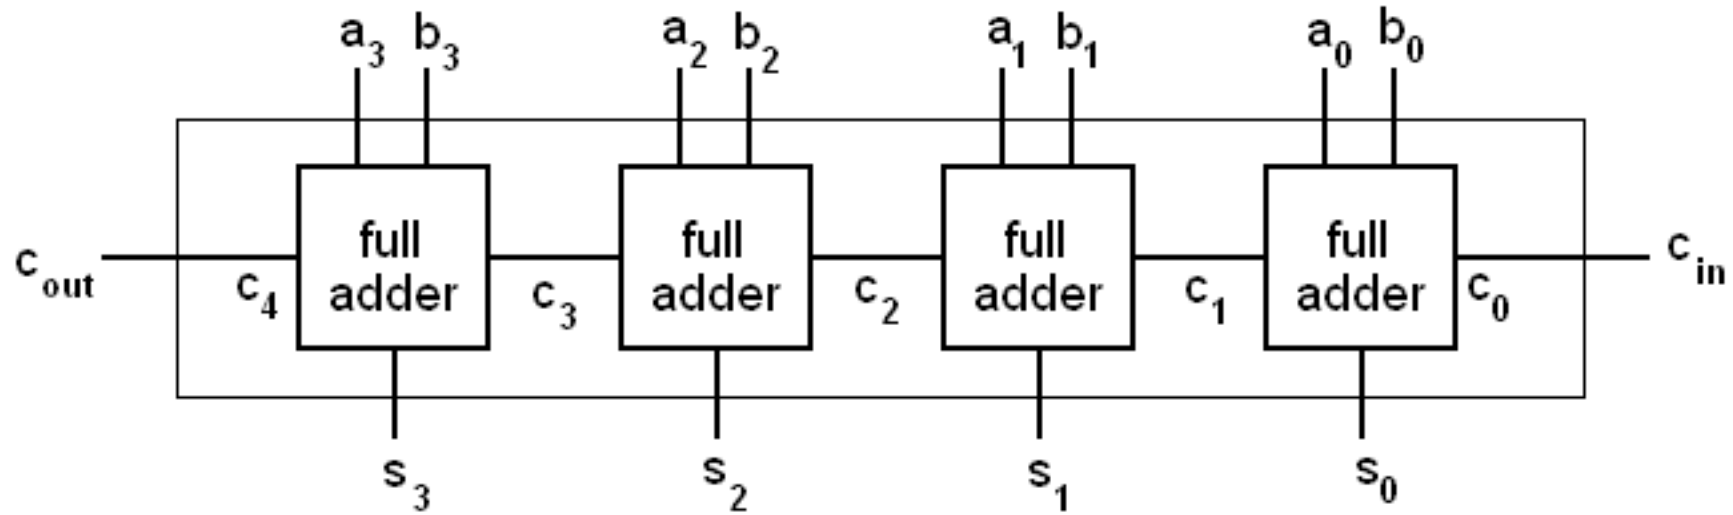 a3 b3 a2 b2 a1 b1 a0 b0
full adder full adder full adder full adder
cout c4 c3 c2 c1 c0 cin
s3 s2 s1 s0